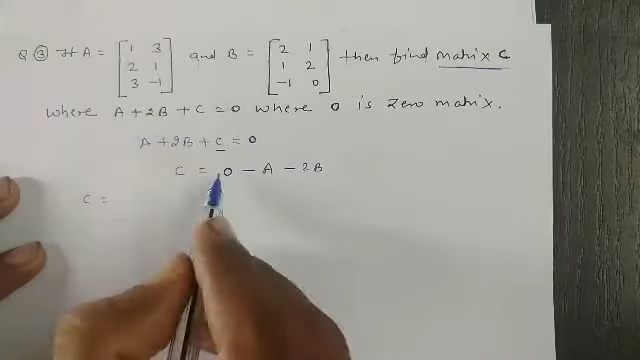 Q ③ If A = [1 3 2 1 3 -1] and B = [2 1 1 2 -1 0] then find matrix C
where A + 2B + C = 0 where 0 is zero matrix.
A + 2B + C = 0
C = 0 - A - 2B
C =